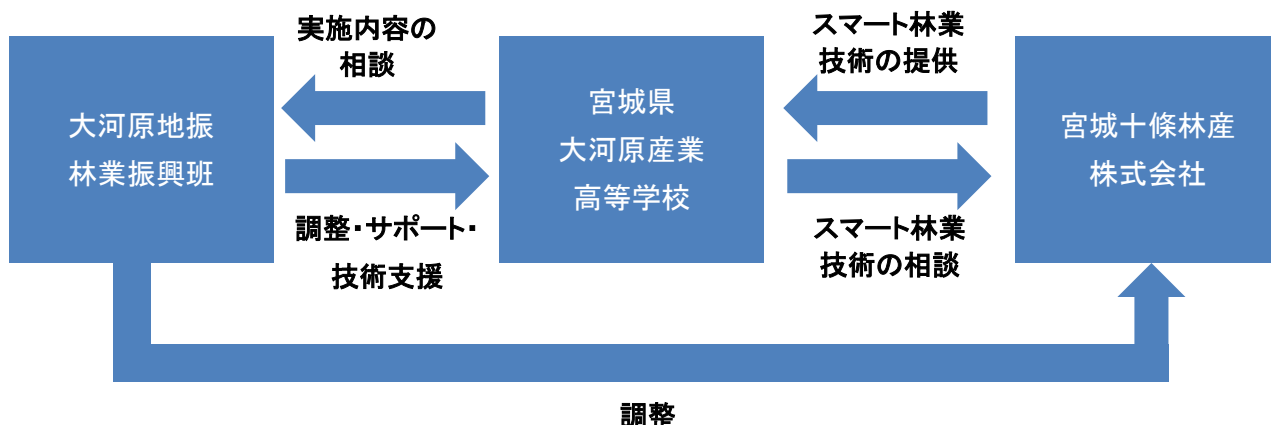 実施内容の
相談
スマート林業
技術の提供
大河原地振
林業振興班
宮城県
大河原産業
高等学校
宮城十條林産
株式会社
調整・サポート・
技術支援
スマート林業
技術の相談
調整